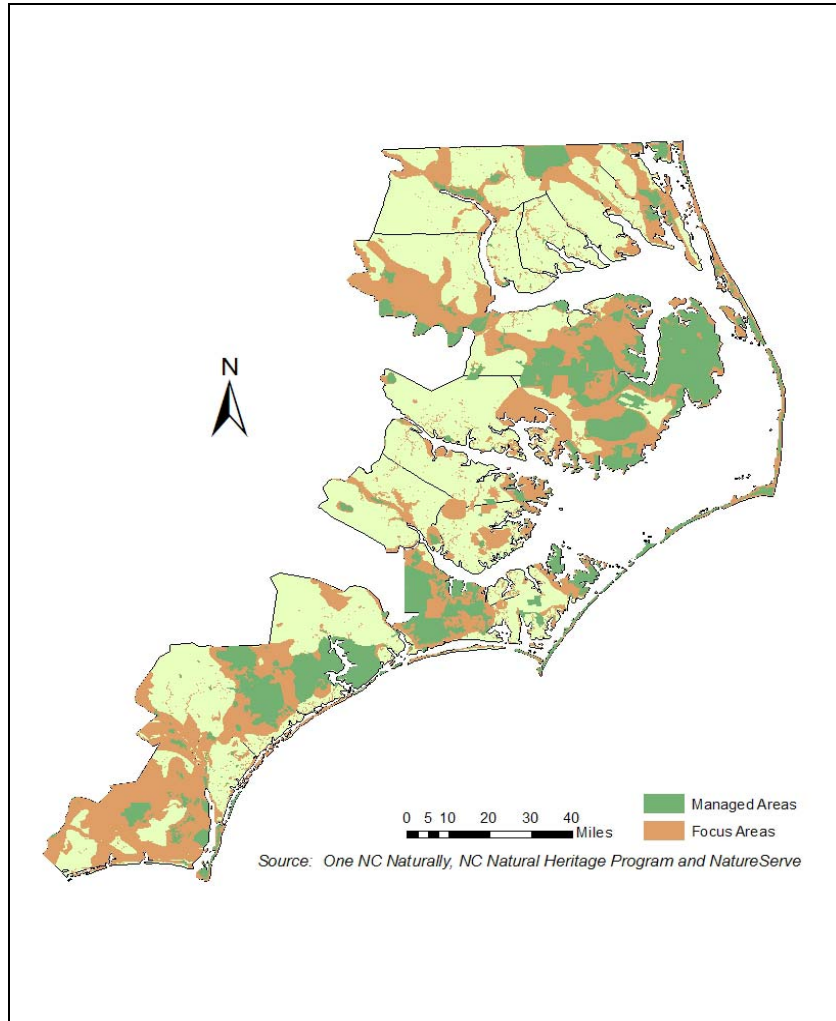 N
Managed Areas
0 5 10 20 30 40
Miles
Focus Areas
Source: One NC Naturally, NC Natural Heritage Program and NatureServe